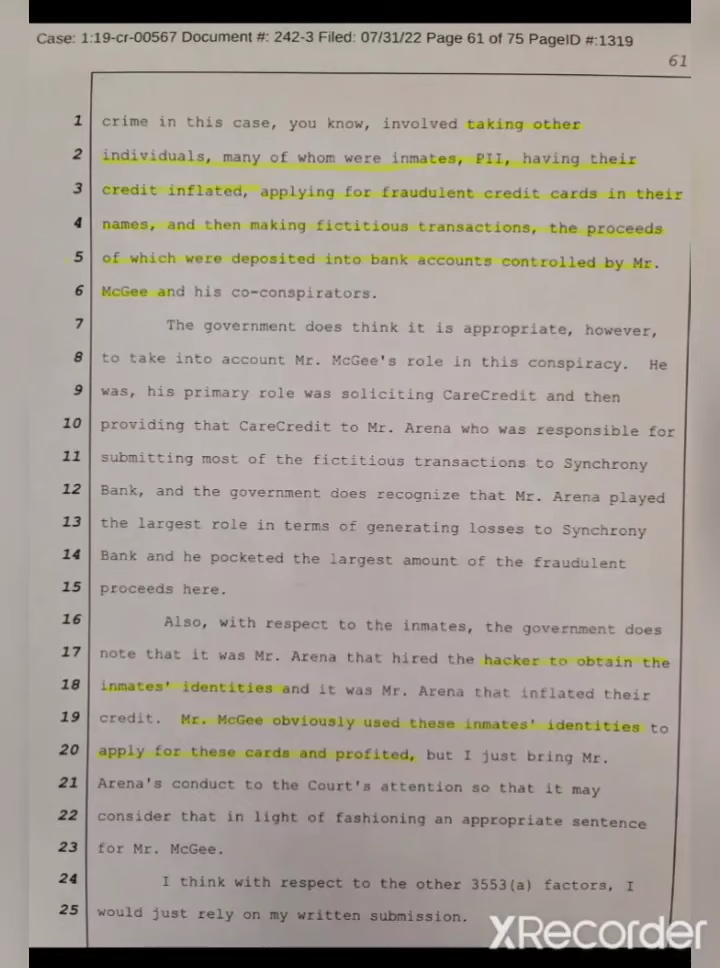 Case: 1:19-cr-00567 Document #: 242-3 Filed: 07/31/22 Page 61 of 75 PageID #:1319
61
1 crime in this case, you know, involved taking other
2 individuals, many of whom were inmates, PII, having their
3 credit inflated, applying for fraudulent credit cards in their
4 names, and then making fictitious transactions, the proceeds
5 of which were deposited into bank accounts controlled by Mr.
6 McGee and his co-conspirators.
7 The government does think it is appropriate, however,
8 to take into account Mr. McGee's role in this conspiracy. He
9 was, his primary role was soliciting CareCredit and then
10 providing that CareCredit to Mr. Arena who was responsible for
11 submitting most of the fictitious transactions to Synchrony
12 Bank, and the government does recognize that Mr. Arena played
13 the largest role in terms of generating losses to Synchrony
14 Bank and he pocketed the largest amount of the fraudulent
15 proceeds here.
16 Also, with respect to the inmates, the government does
17 note that it was Mr. Arena that hired the hacker to obtain the
18 inmates' identities and it was Mr. Arena that inflated their
19 credit. Mr. McGee obviously used these inmates' identities to
20 apply for these cards and profited, but I just bring Mr.
21 Arena's conduct to the Court's attention so that it may
22 consider that in light of fashioning an appropriate sentence
23 for Mr. McGee.
24 I think with respect to the other 3553(a) factors, I
25 would just rely on my written submission.
XRecorder